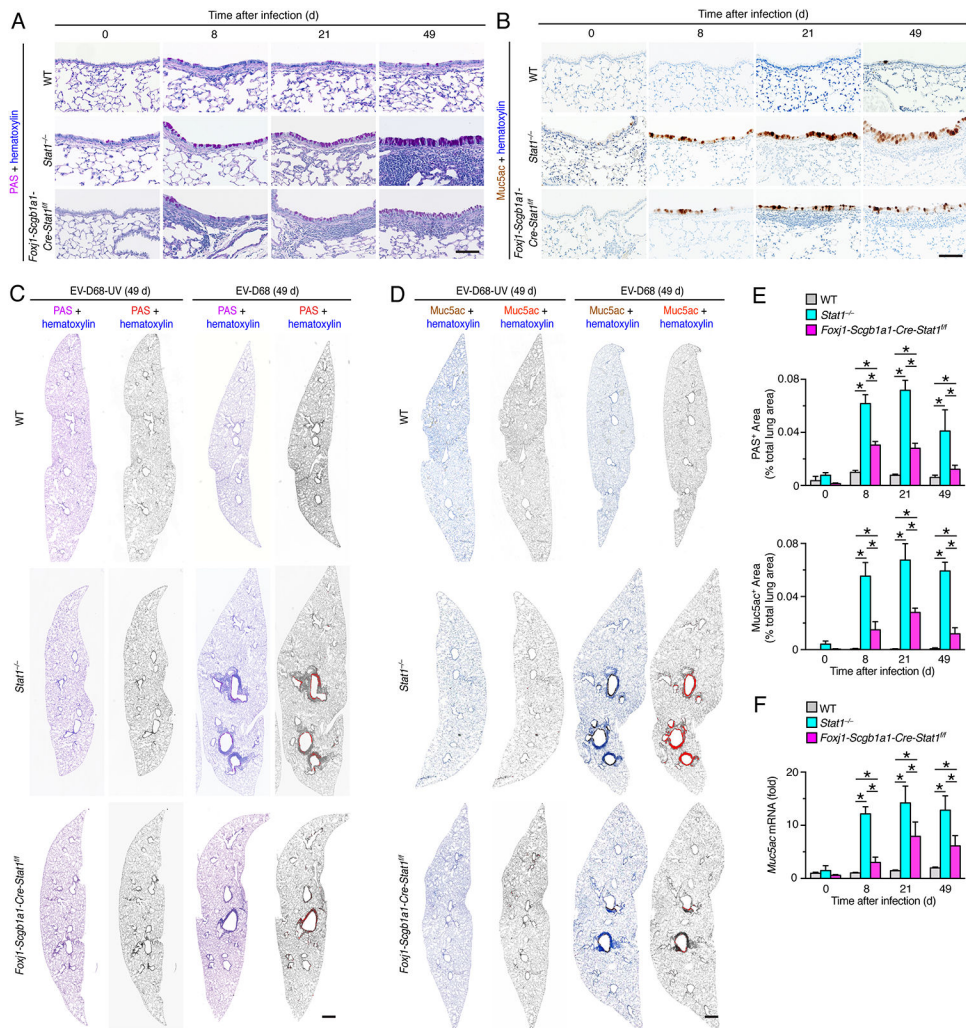 A
Time after infection (d)
0 8 21 49
PAS + hematoxylin
WT
Stat1–/–
Foxj1-Scgb1a1-
Cre-Stat1f/f
B
Time after infection (d)
0 8 21 49
Muc5ac + hematoxylin
WT
Stat1–/–
Foxj1-Scgb1a1-
Cre-Stat1f/f
C
EV-D68-UV (49 d) EV-D68 (49 d)
PAS + PAS + PAS + PAS +
hematoxylin hematoxylin hematoxylin hematoxylin
WT
Stat1–/–
Foxj1-Scgb1a1-Cre-Stat1f/f
D
EV-D68-UV (49 d) EV-D68 (49 d)
Muc5ac + Muc5ac + Muc5ac + Muc5ac +
hematoxylin hematoxylin hematoxylin hematoxylin
WT
Stat1–/–
Foxj1-Scgb1a1-Cre-Stat1f/f
E
WT
Stat1–/–
Foxj1-Scgb1a1-Cre-Stat1f/f
PAS+ Area
(% total lung area)
0.08
0.04
0
* * * * * * * * *
0 8 21 49
Muc5ac+ Area
(% total lung area)
0.08
0.04
0
* * * * * * * * *
0 8 21 49
Time after infection (d)
F
WT
Stat1–/–
Foxj1-Scgb1a1-Cre-Stat1f/f
Muc5ac mRNA (fold)
20
10
0
* * * * * * * * *
0 8 21 49
Time after infection (d)